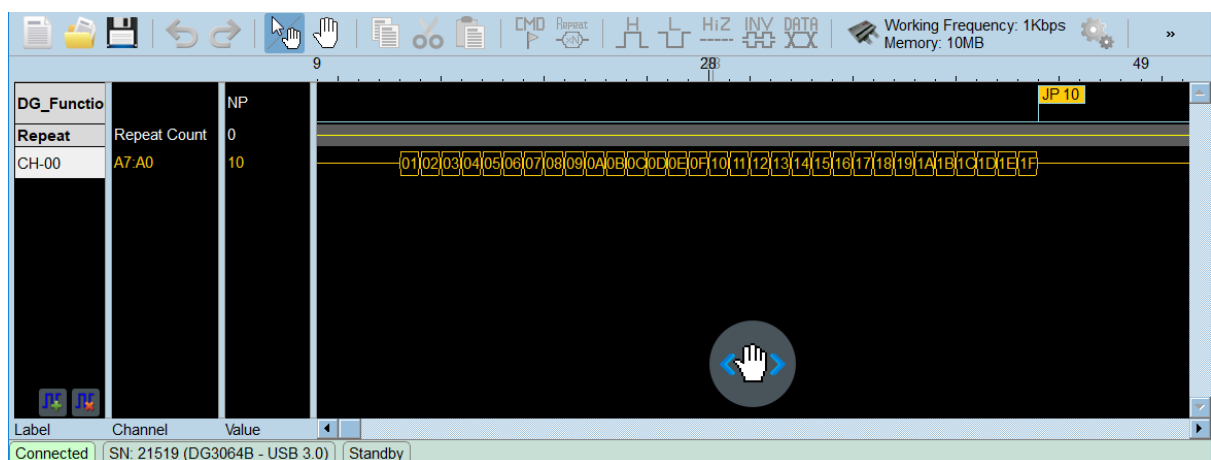 CMD Repeat (xN) H L HiZ INV DATA Working Frequency: 1Kbps »
Memory: 10MB
9 28 49
DG_Functio NP JP 10
Repeat Repeat Count 0
CH-00 A7:A0 10 01 02 03 04 05 06 07 08 09 0A 0B 0C 0D 0E 0F 10 11 12 13 14 15 16 17 18 19 1A 1B 1C 1D 1E 1F
Label Channel Value
Connected SN: 21519 (DG3064B - USB 3.0) Standby